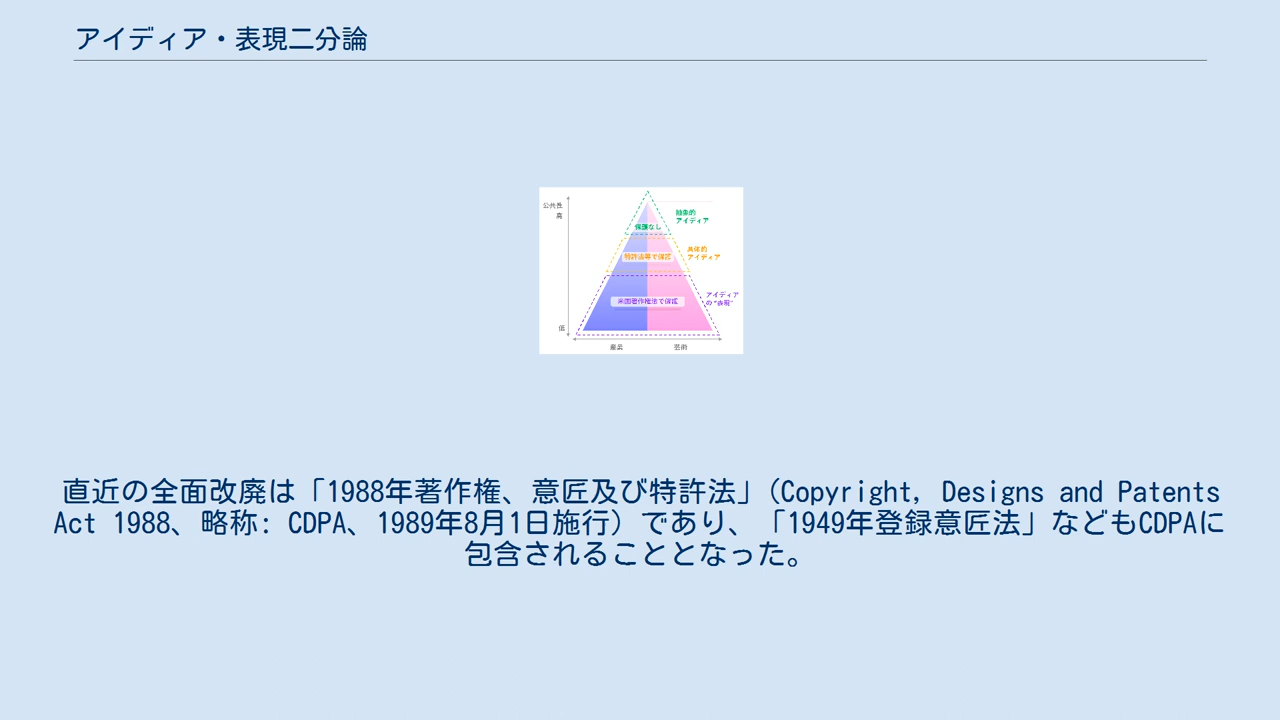 アイディア・表現二分論
公共性
高
抽象的
アイディア
保護なし
具体的
アイディア
特許法等で保護
アイディア
の"表現"
米国著作権法で保護
低
産業
芸術
直近の全面改廃は「1988年著作権、意匠及び特許法」(Copyright, Designs and Patents
Act 1988、略称: CDPA、1989年8月1日施行) であり、「1949年登録意匠法」などもCDPAに
包含されることとなった。